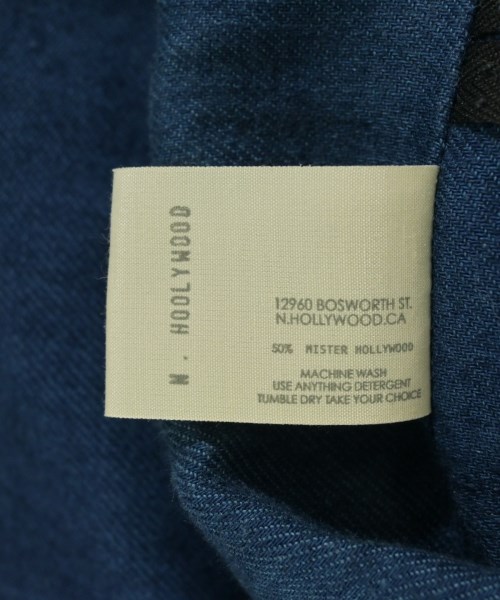 N. HOOLYWOOD
12960 BOSWORTH ST.
N.HOLLYWOOD.CA
50% MISTER HOLLYWOOD
MACHINE WASH
USE ANYTHING DETERGENT
TUMBLE DRY TAKE YOUR CHOICE